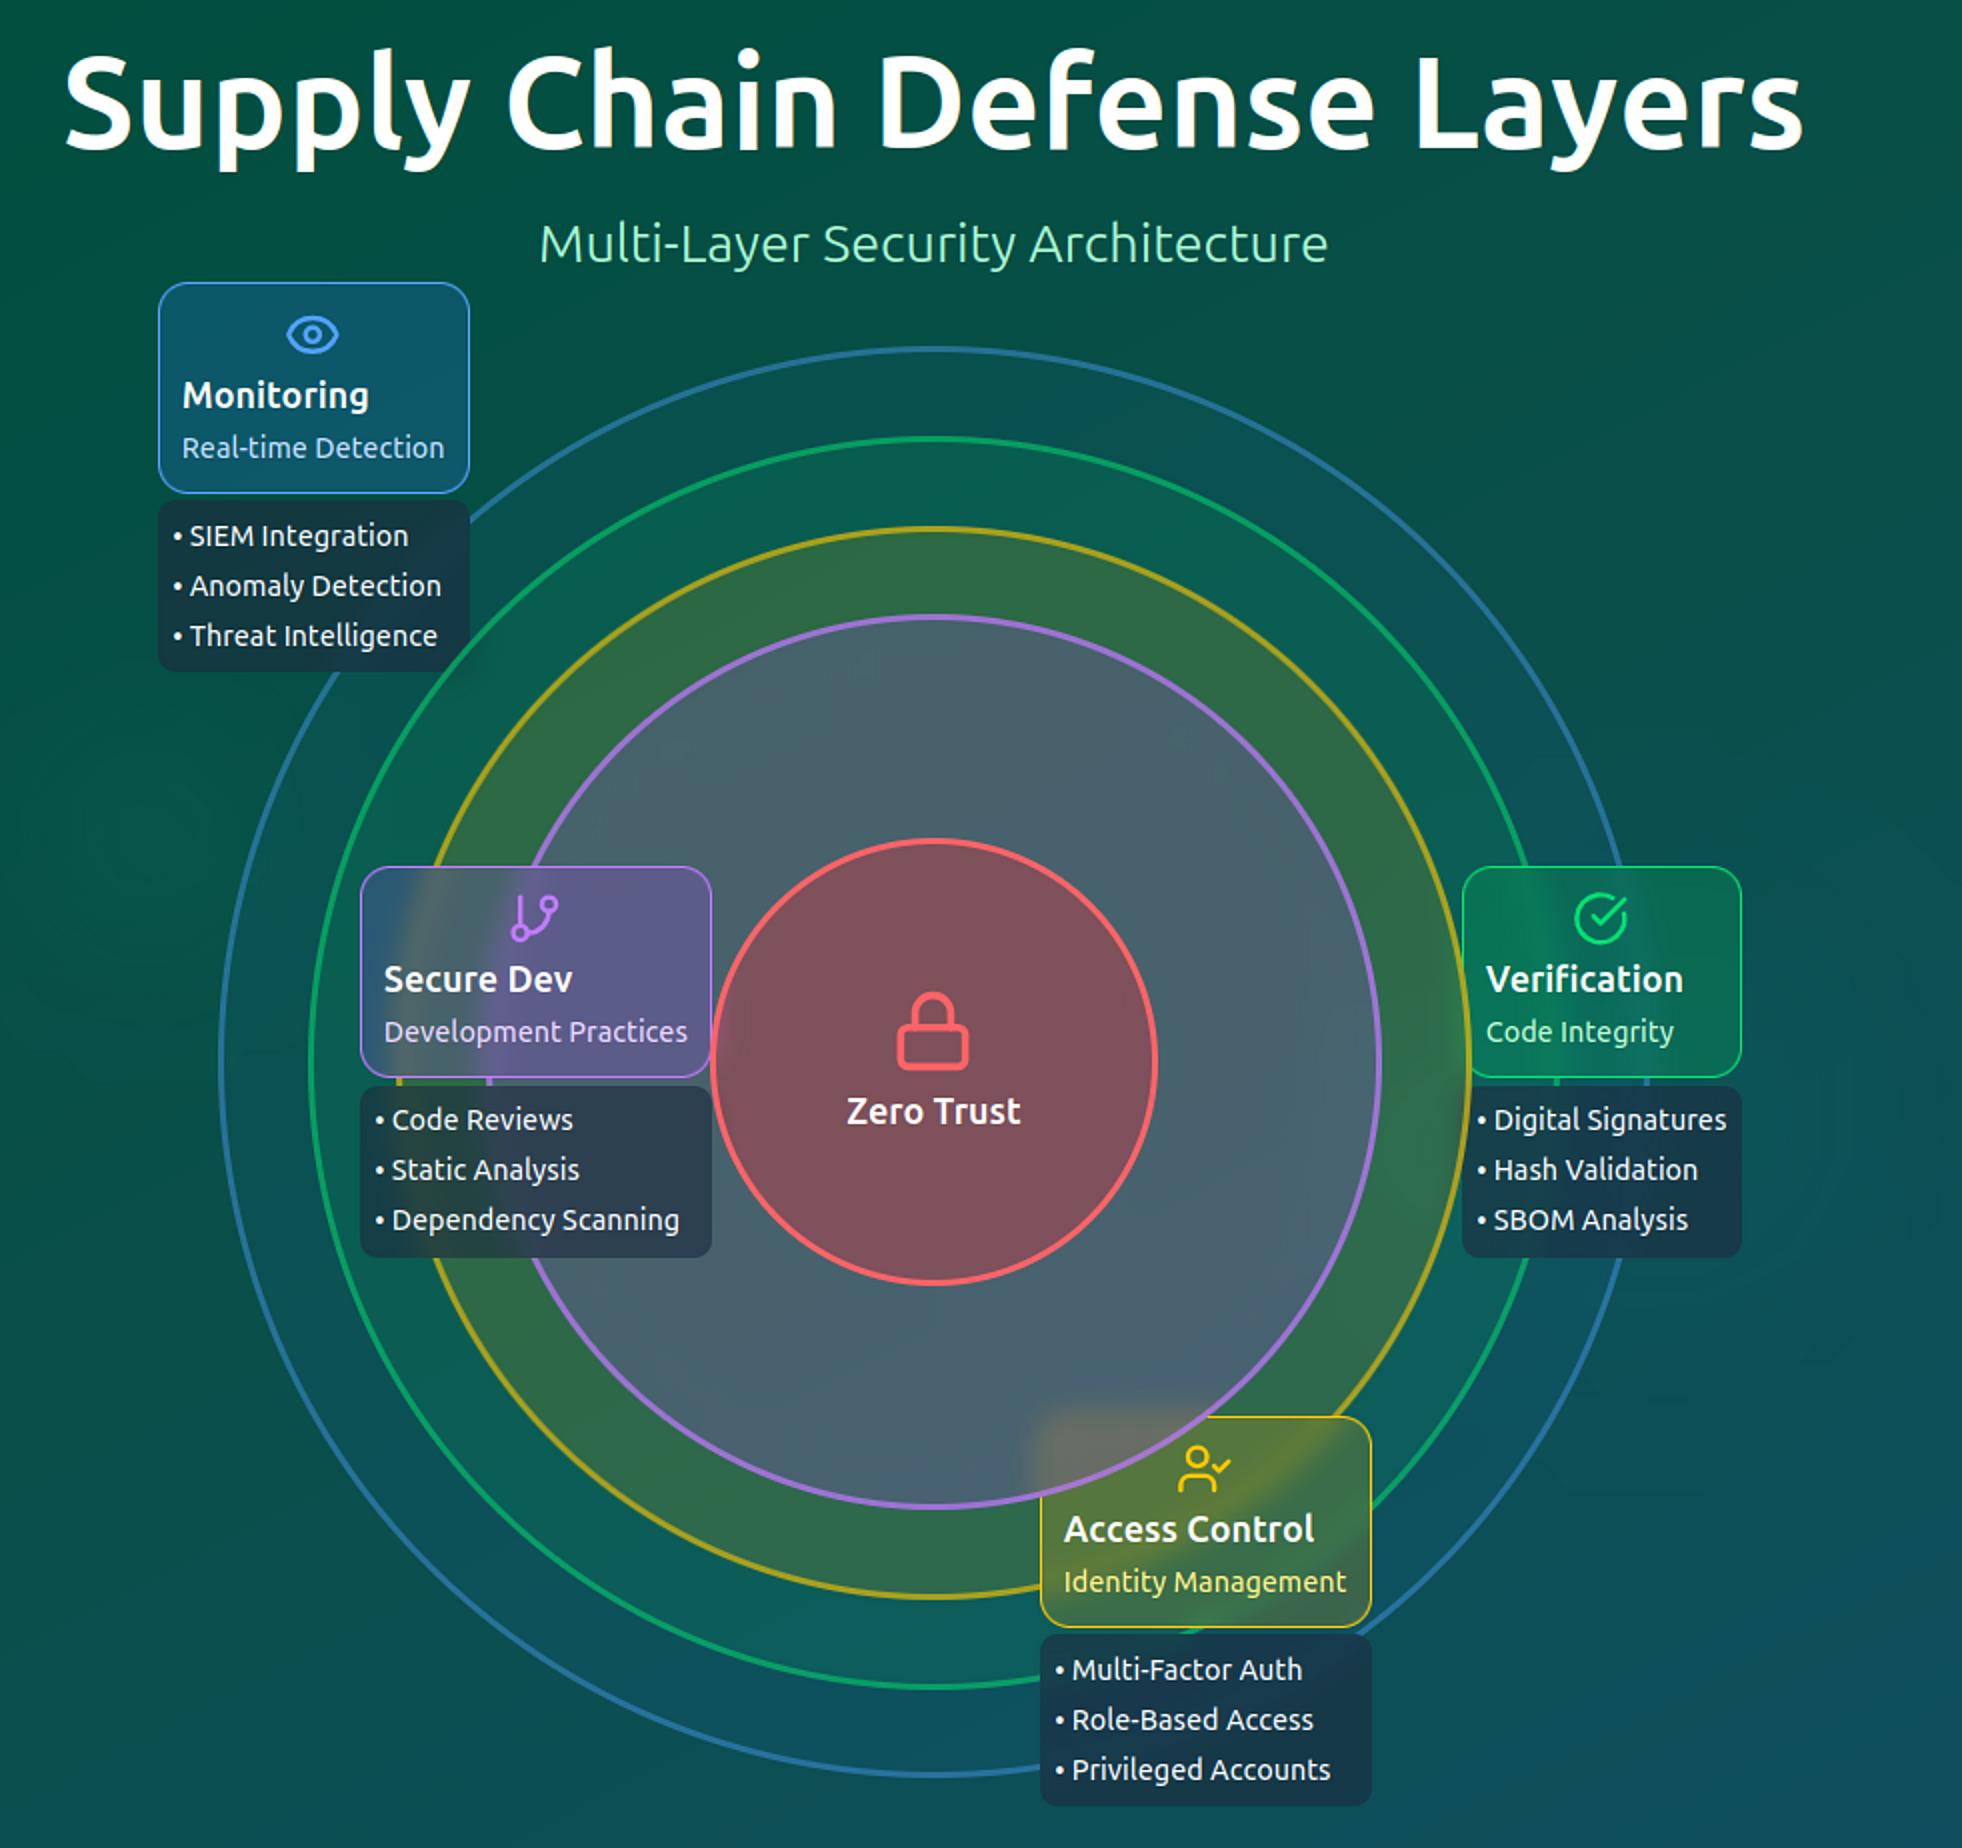 Supply Chain Defense Layers
Multi-Layer Security Architecture
Monitoring
Real-time Detection
• SIEM Integration
• Anomaly Detection
• Threat Intelligence
Secure Dev
Development Practices
• Code Reviews
• Static Analysis
• Dependency Scanning
Zero Trust
Verification
Code Integrity
• Digital Signatures
• Hash Validation
• SBOM Analysis
Access Control
Identity Management
• Multi-Factor Auth
• Role-Based Access
• Privileged Accounts